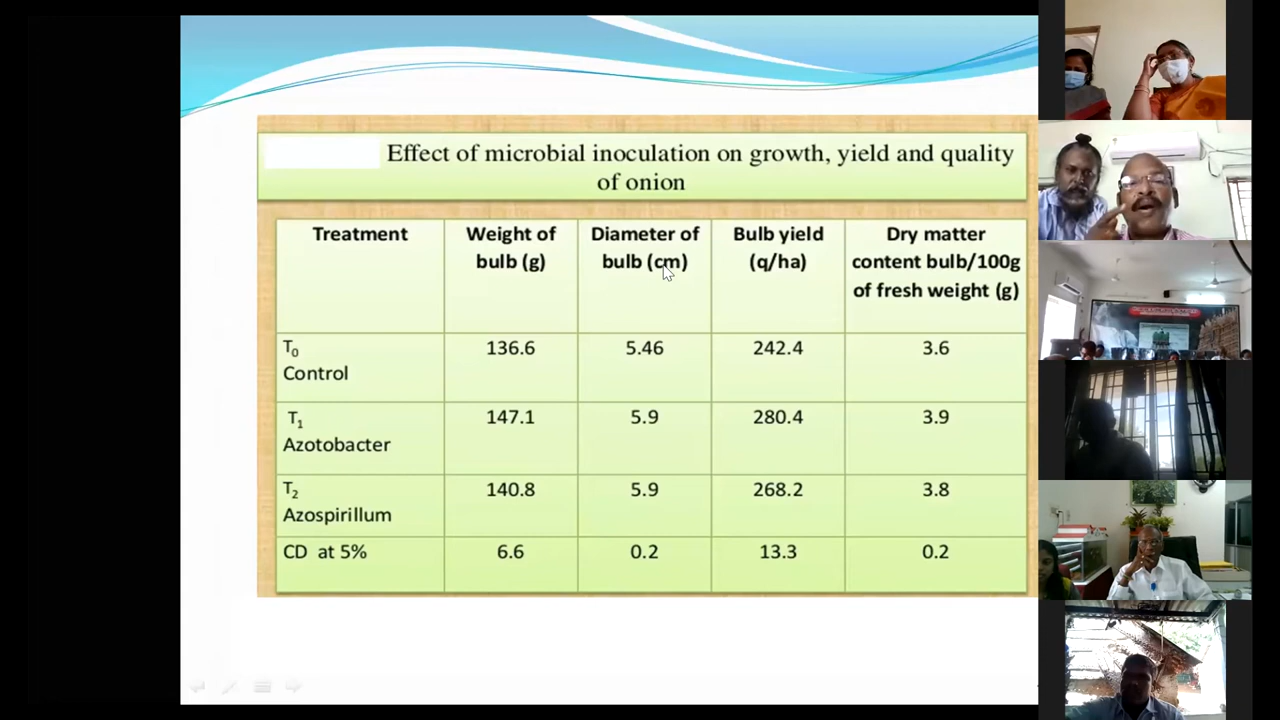 Effect of microbial inoculation on growth, yield and quality
of onion
Treatment
Weight of
bulb (g)
Diameter of
bulb (cm)
Bulb yield
(q/ha)
Dry matter
content bulb/100g
of fresh weight (g)
T₀
Control
136.6
5.46
242.4
3.6
T₁
Azotobacter
147.1
5.9
280.4
3.9
T₂
Azospirillum
140.8
5.9
268.2
3.8
CD at 5%
6.6
0.2
13.3
0.2